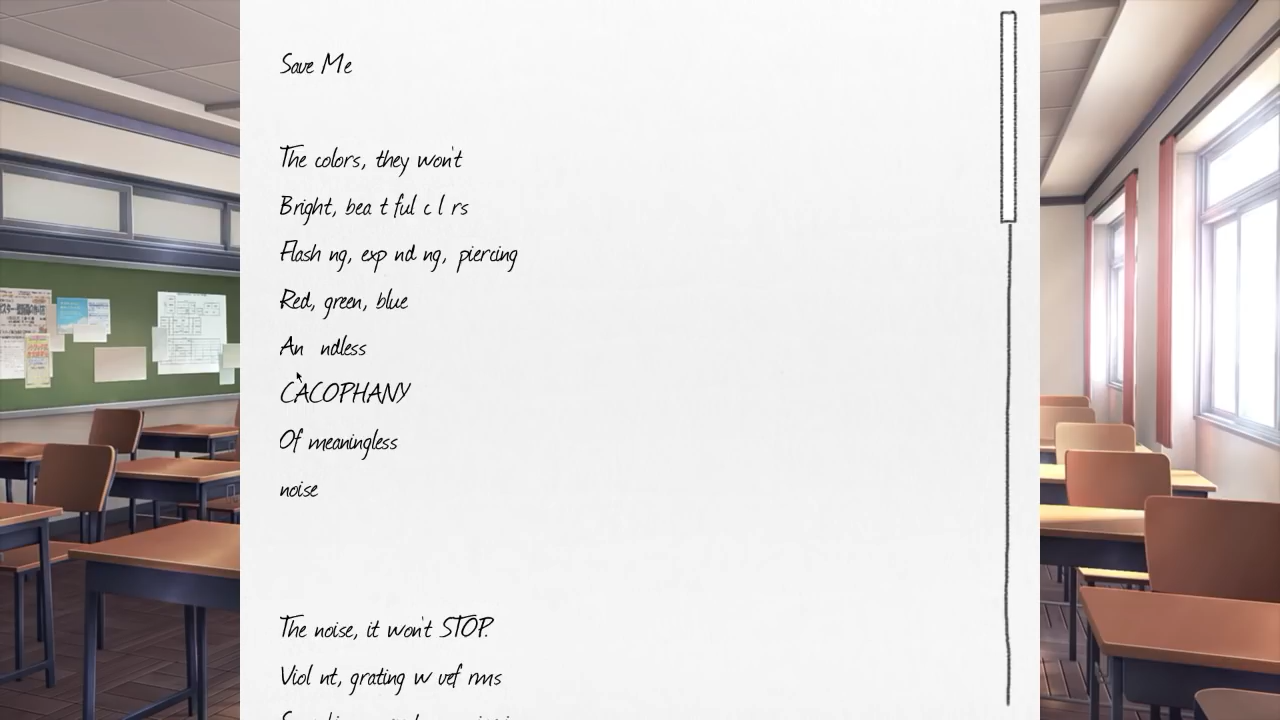 Save Me
The colors, they won't
Bright, bea t ful c l rs
Flash ng, exp nd ng, piercing
Red, green, blue
An  ndless
CACOPHANY
Of meaningless
noise
The noise, it won't STOP.
Viol nt, grating w vef rms